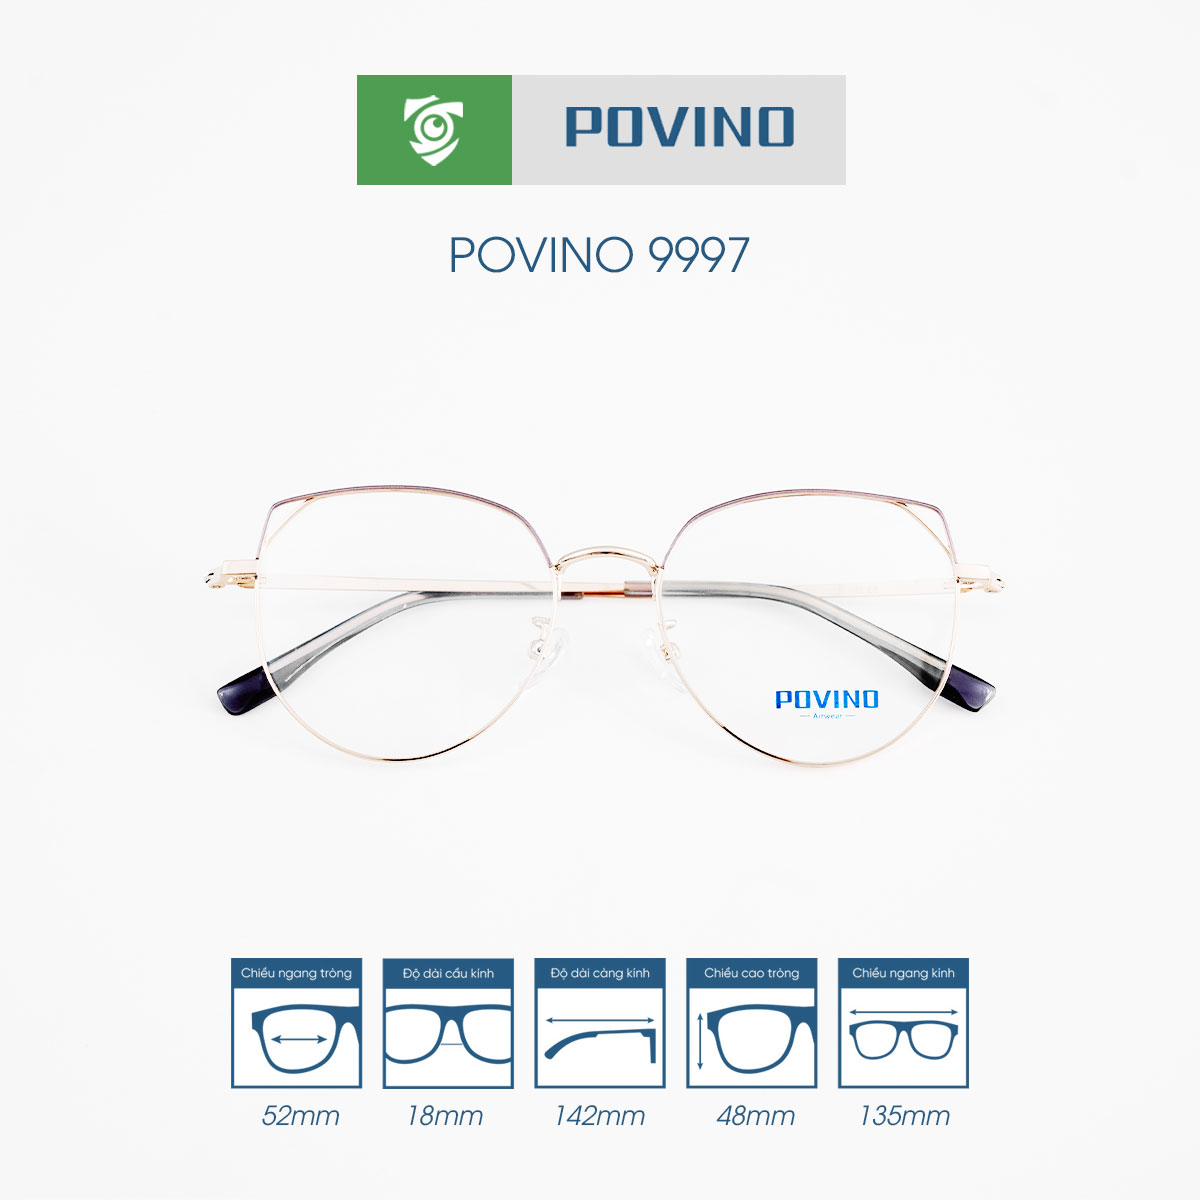 POVINO
POVINO 9997
POVINO
Airwear
Chiều ngang tròng
Độ dài cầu kính
Độ dài càng kính
Chiều cao tròng
Chiều ngang kính
52mm
18mm
142mm
48mm
135mm